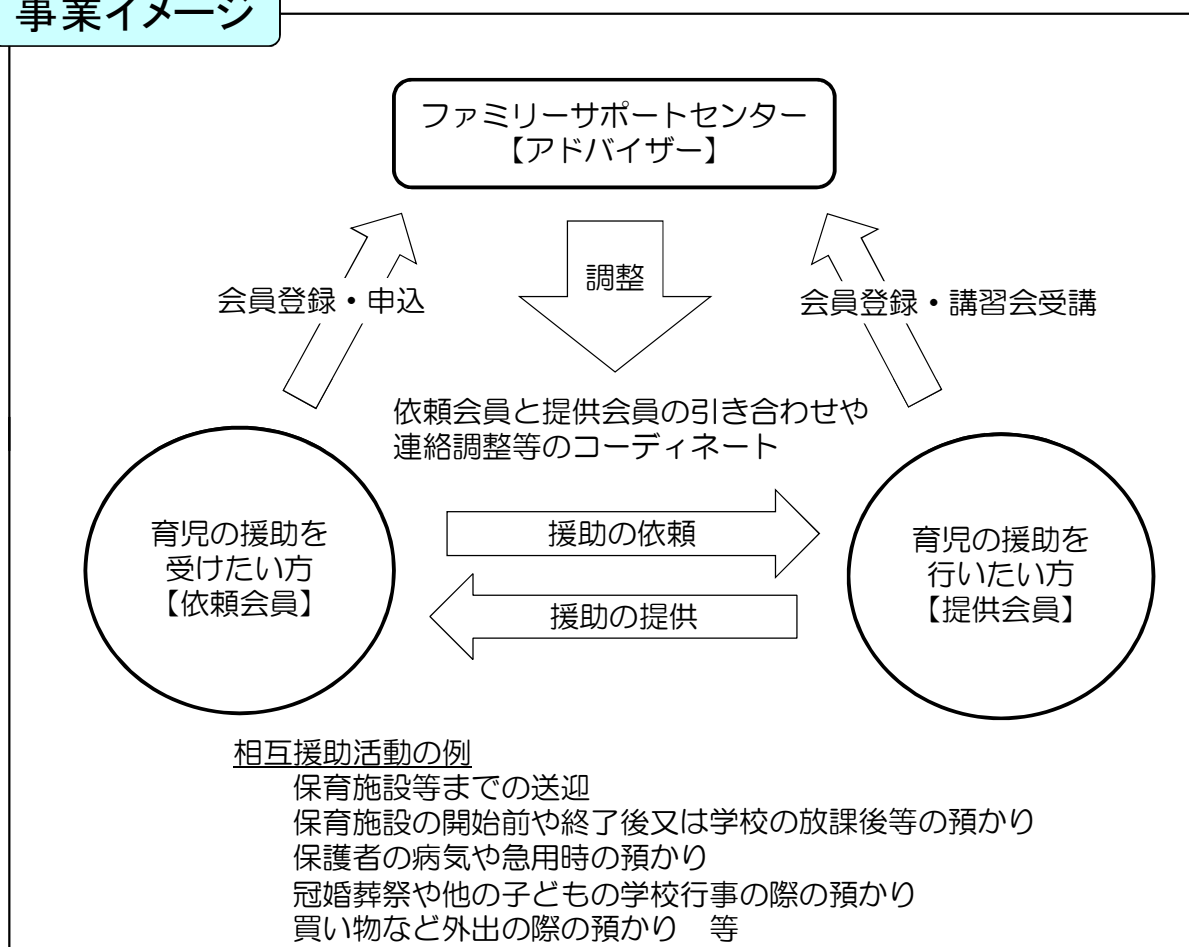 事業イメージ
ファミリーサポートセンター
【アドバイザー】
会員登録・申込
調整
会員登録・講習会受講
依頼会員と提供会員の引き合わせや
連絡調整等のコーディネート
育児の援助を
受けたい方
【依頼会員】
援助の依頼
援助の提供
育児の援助を
行いたい方
【提供会員】
相互援助活動の例
保育施設等までの送迎
保育施設の開始前や終了後又は学校の放課後等の預かり
保護者の病気や急用時の預かり
冠婚葬祭や他の子どもの学校行事の際の預かり
買い物など外出の際の預かり　等